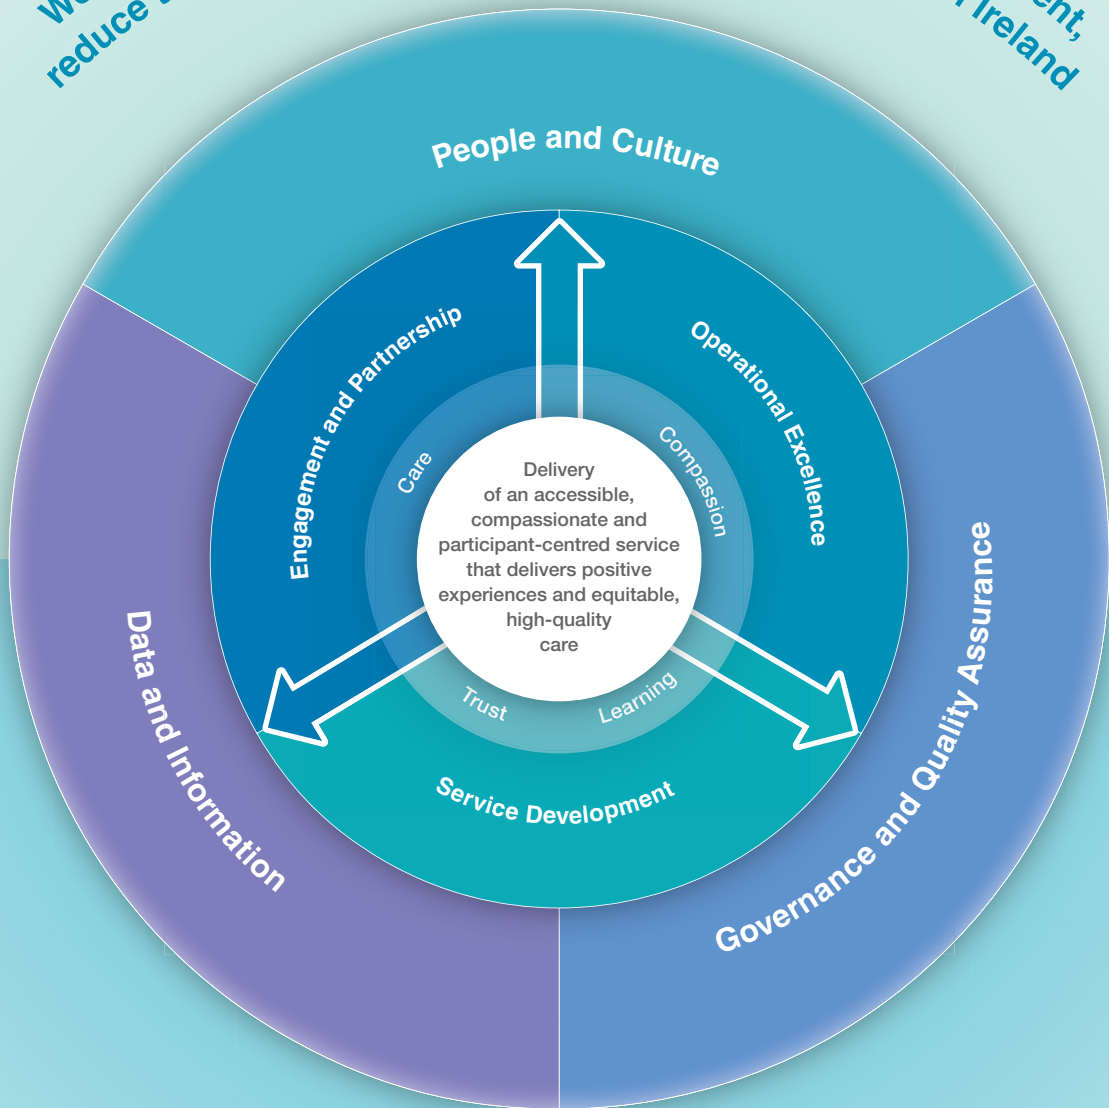 reduce
ent,
Ireland
People and Culture
Engagement and Partnership
Operational Excellence
Care
Compassion
Delivery
of an accessible,
compassionate and
participant-centred service
that delivers positive
experiences and equitable,
high-quality
care
Trust
Learning
Service Development
Data and Information
Governance and Quality Assurance